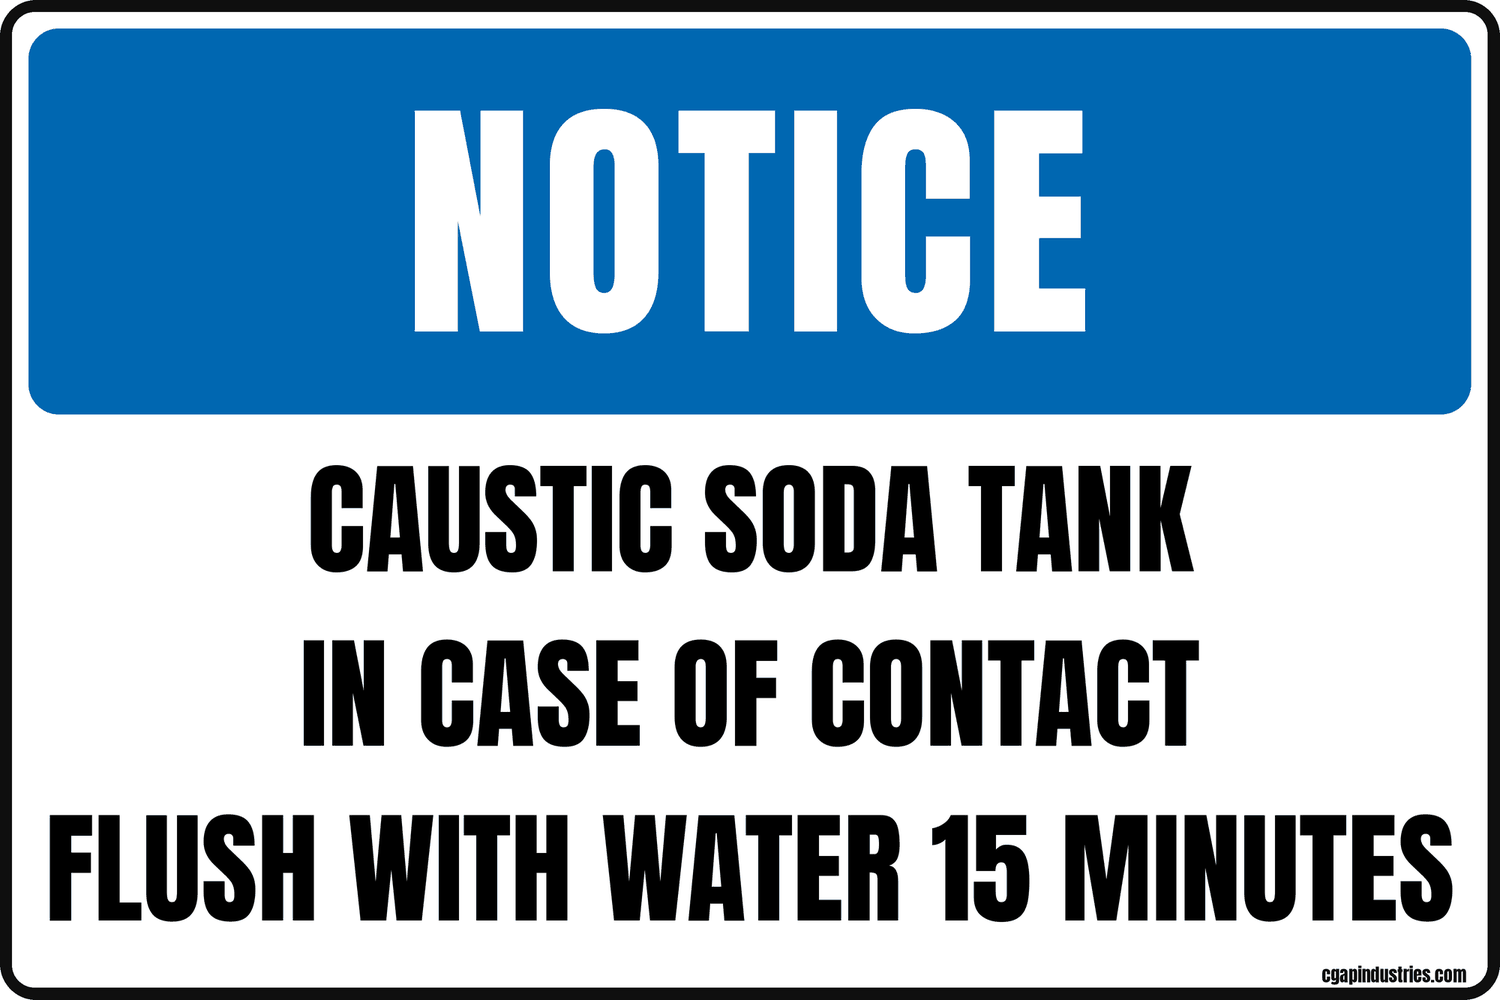 NOTICE
CAUSTIC SODA TANK
IN CASE OF CONTACT
FLUSH WITH WATER 15 MINUTES
cgapindustries.com